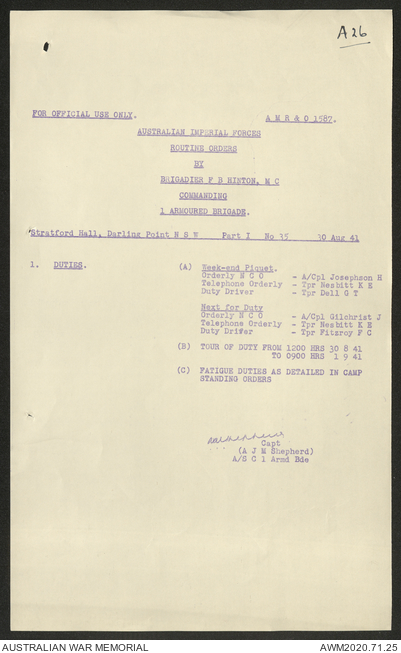 A26
FOR OFFICIAL USE ONLY.
A M R & O 1587.
AUSTRALIAN IMPERIAL FORCES
ROUTINE ORDERS
BY
BRIGADIER F B HINTON, M C
COMMANDING
1 ARMOURED BRIGADE.
Stratford Hall, Darling Point N S W Part I No 35 30 Aug 41
1. DUTIES. (A) Week-end Piquet.
Orderly N C O - A/Cpl Josephson H
Telephone Orderly - Tpr Nesbitt K E
Duty Driver - Tpr Dell G T
Next for Duty
Orderly N C O - A/Cpl Gilchrist J
Telephone Orderly - Tpr Nesbitt K E
Duty Driver - Tpr Fitzroy F C
(B) TOUR OF DUTY FROM 1200 HRS 30 8 41
TO 0900 HRS 1 9 41
(C) FATIGUE DUTIES AS DETAILED IN CAMP
STANDING ORDERS
Capt
(A J M Shepherd)
A/S C 1 Armd Bde
AUSTRALIAN WAR MEMORIAL
AWM2020.71.25